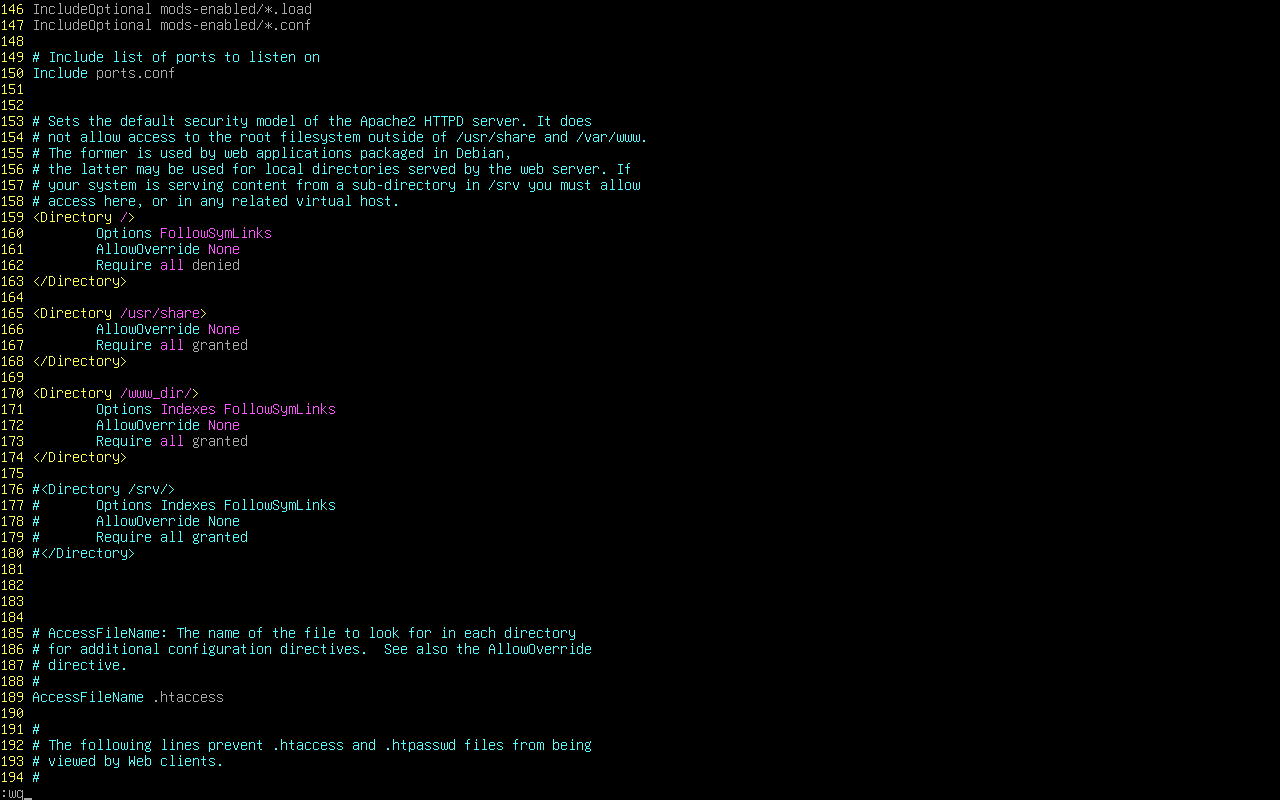 146 IncludeOptional mods-enabled/*.load
147 IncludeOptional mods-enabled/*.conf
148
149 # Include list of ports to listen on
150 Include ports.conf
151
152
153 # Sets the default security model of the Apache2 HTTPD server. It does
154 # not allow access to the root filesystem outside of /usr/share and /var/www.
155 # The former is used by web applications packaged in Debian,
156 # the latter may be used for local directories served by the web server. If
157 # your system is serving content from a sub-directory in /srv you must allow
158 # access here, or in any related virtual host.
159 <Directory />
160         Options FollowSymLinks
161         AllowOverride None
162         Require all denied
163 </Directory>
164
165 <Directory /usr/share>
166         AllowOverride None
167         Require all granted
168 </Directory>
169
170 <Directory /www_dir/>
171         Options Indexes FollowSymLinks
172         AllowOverride None
173         Require all granted
174 </Directory>
175
176 #<Directory /srv/>
177 #       Options Indexes FollowSymLinks
178 #       AllowOverride None
179 #       Require all granted
180 #</Directory>
181
182
183
184
185 # AccessFileName: The name of the file to look for in each directory
186 # for additional configuration directives.  See also the AllowOverride
187 # directive.
188 #
189 AccessFileName .htaccess
190
191 #
192 # The following lines prevent .htaccess and .htpasswd files from being
193 # viewed by Web clients.
194 #
:wq